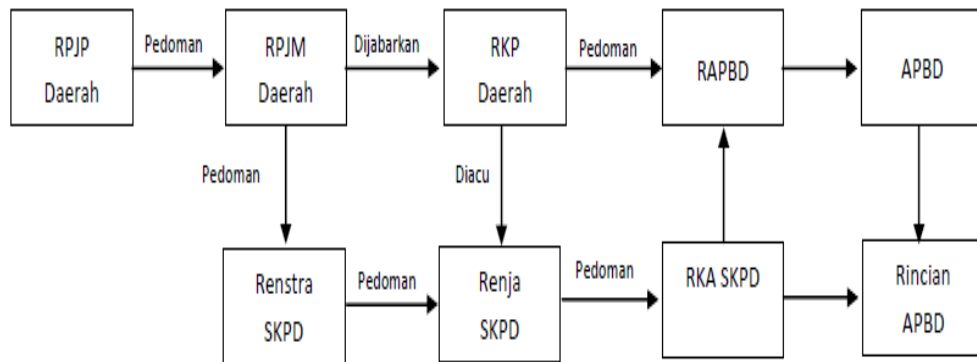 RPJP
Daerah
Pedoman
RPJM
Daerah
Dijabarkan
RKP
Daerah
Pedoman
RAPBD
APBD
Pedoman
Diacu
Renstra
SKPD
Pedoman
Renja
SKPD
Pedoman
RKA SKPD
Rincian
APBD